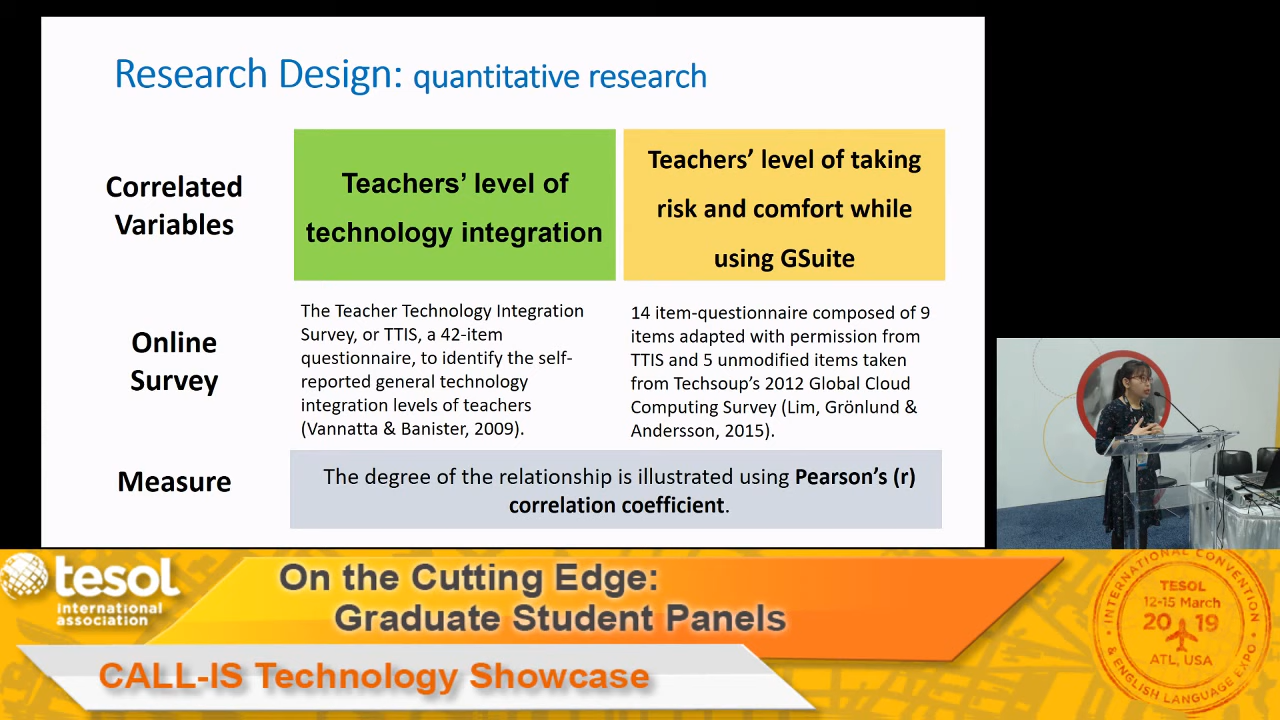 Research Design: quantitative research
Correlated
Variables
Teachers’ level of
technology integration
Teachers’ level of taking
risk and comfort while
using GSuite
Online
Survey
The Teacher Technology Integration
Survey, or TTIS, a 42-item
questionnaire, to identify the self-
reported general technology
integration levels of teachers
(Vannatta & Banister, 2009).
14 item-questionnaire composed of 9
items adapted with permission from
TTIS and 5 unmodified items taken
from Techsoup’s 2012 Global Cloud
Computing Survey (Lim, Grönlund &
Andersson, 2015).
Measure
The degree of the relationship is illustrated using Pearson’s (r)
correlation coefficient.
tesol
international
association
On the Cutting Edge:
Graduate Student Panels
CALL-IS Technology Showcase
INTERNATIONAL CONVENTION
TESOL
12-15 March
20 19
ATL, USA
& ENGLISH LANGUAGE EXPO